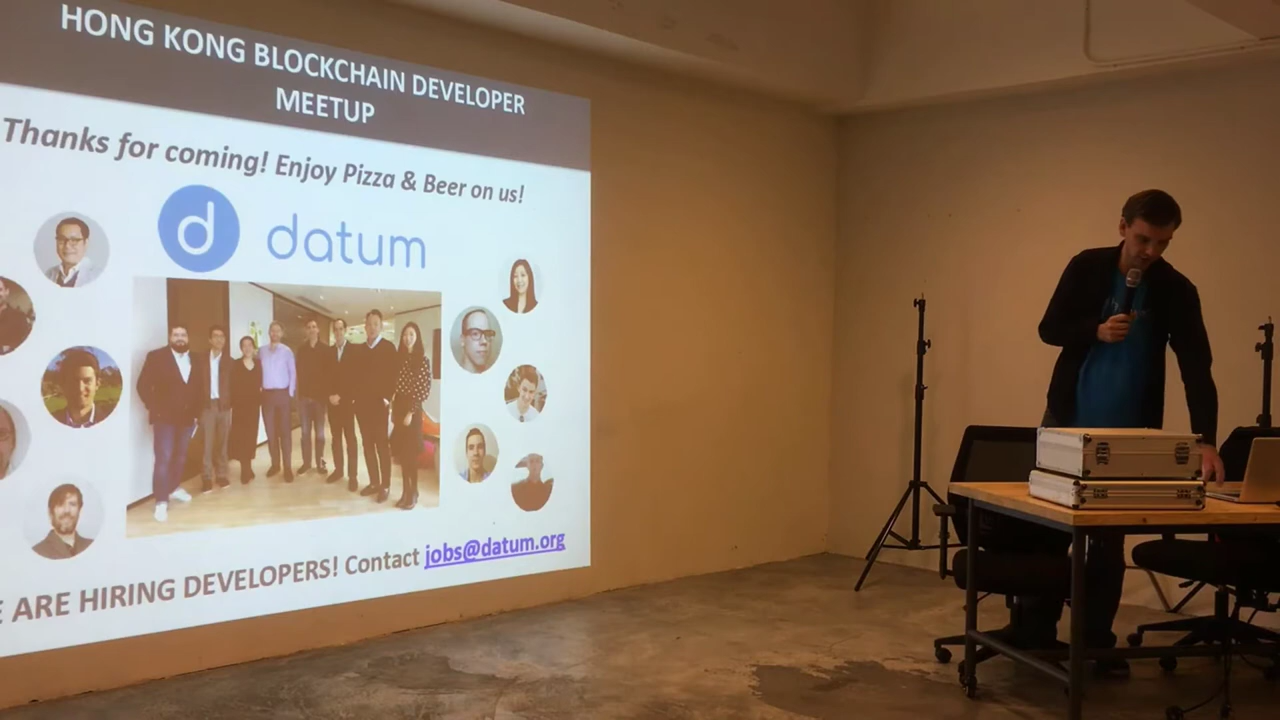 HONG KONG BLOCKCHAIN DEVELOPER
MEETUP
Thanks for coming! Enjoy Pizza & Beer on us!
d datum
ARE HIRING DEVELOPERS! Contact jobs@datum.org